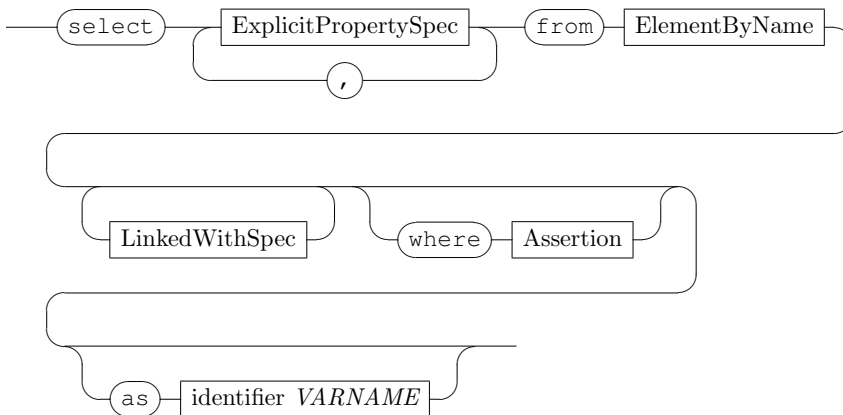 select ExplicitPropertySpec from ElementByName
,
LinkedWithSpec where Assertion
as identifier VARNAME